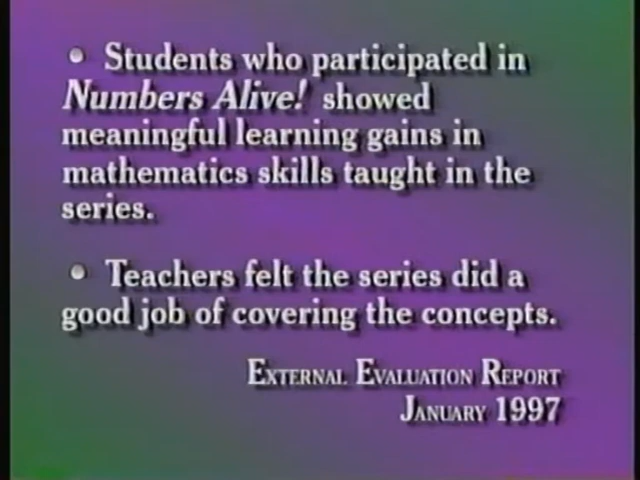 • Students who participated in
Numbers Alive! showed
meaningful learning gains in
mathematics skills taught in the
series.
• Teachers felt the series did a
good job of covering the concepts.
EXTERNAL EVALUATION REPORT
JANUARY 1997